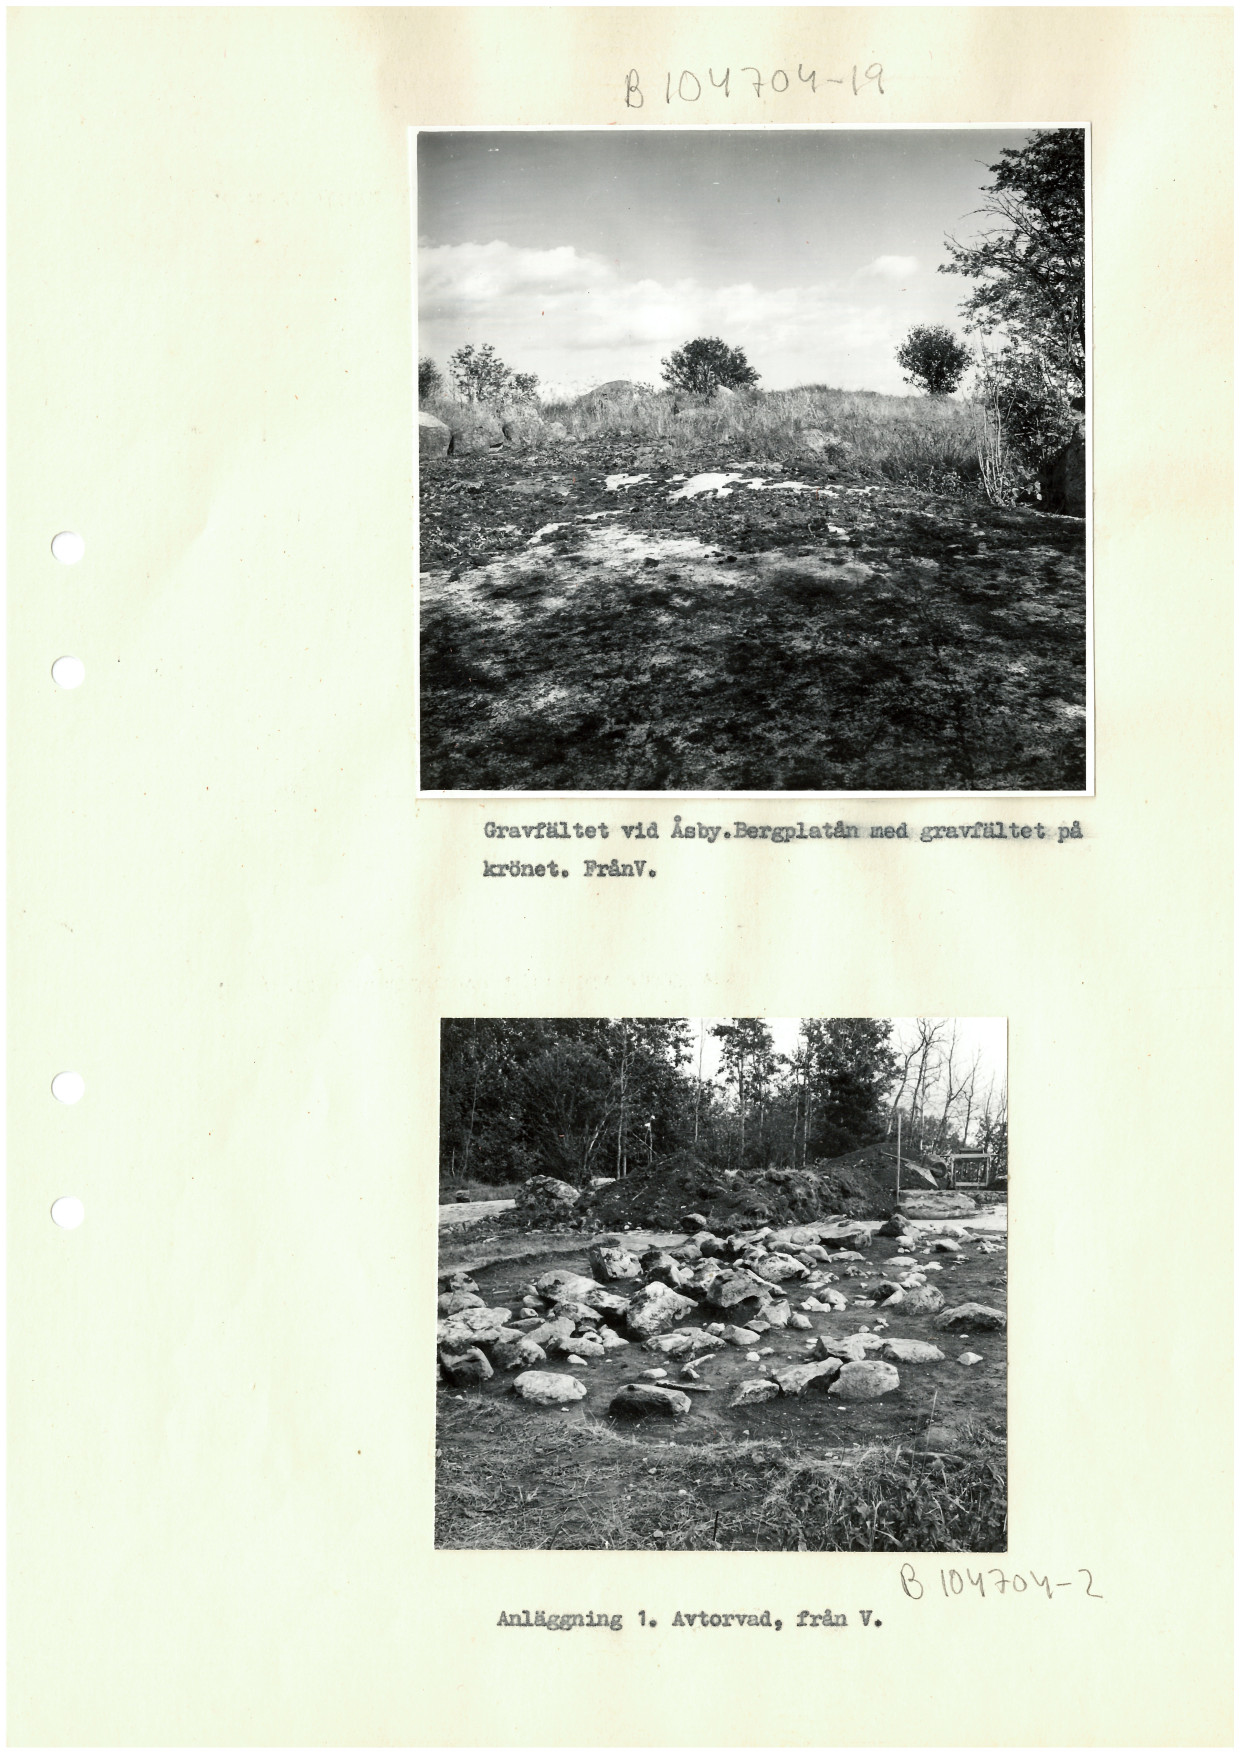 B 104704-19
Gravfältet vid Åsby.Bergplatån med gravfältet på
krönet. FrånV.
B 104704-2
Anläggning 1. Avtorvad, från V.